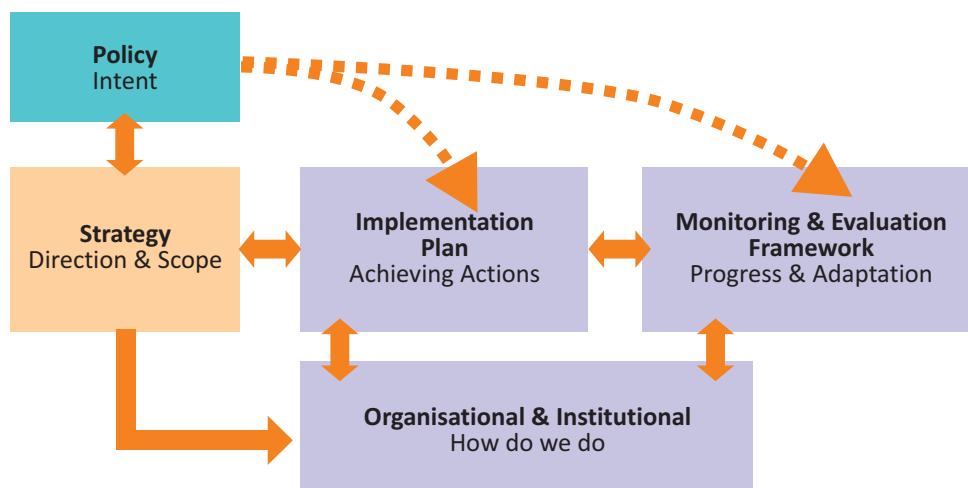 Policy
Intent
Strategy
Direction & Scope
Implementation
Plan
Achieving Actions
Monitoring & Evaluation
Framework
Progress & Adaptation
Organisational & Institutional
How do we do